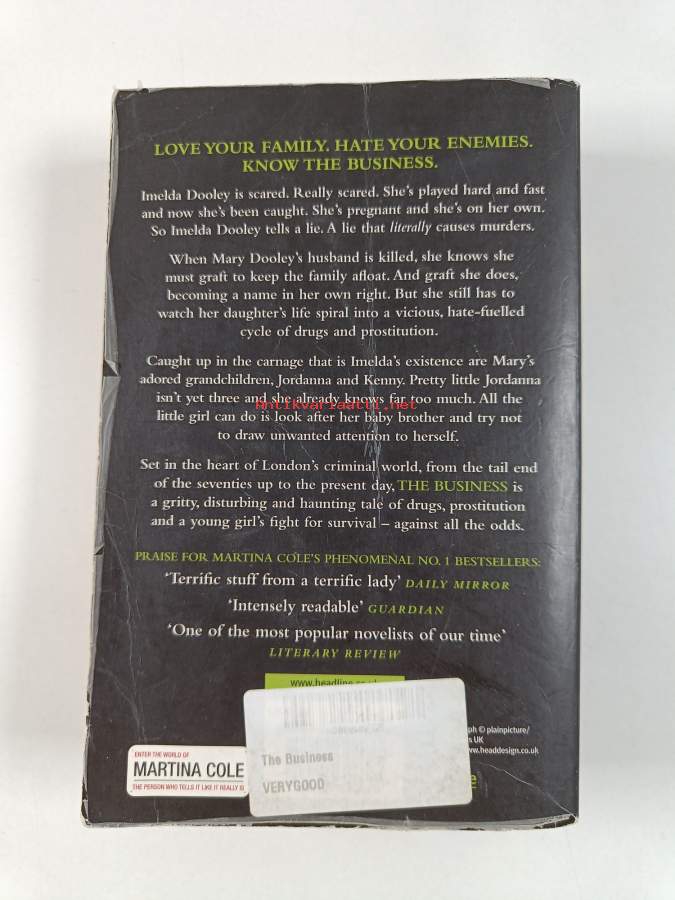 LOVE YOUR FAMILY. HATE YOUR ENEMIES.
KNOW THE BUSINESS.
Imelda Dooley is scared. Really scared. She's played hard and fast
and now she's been caught. She's pregnant and she's on her own.
So Imelda Dooley tells a lie. A lie that literally causes murders.
When Mary Dooley's husband is killed, she knows she
must graft to keep the family afloat. And graft she does,
becoming a name in her own right. But she still has to
watch her daughter's life spiral into a vicious, hate-fuelled
cycle of drugs and prostitution.
Caught up in the carnage that is Imelda's existence are Mary's
adored grandchildren, Jordanna and Kenny. Pretty little Jordanna
isn't yet three and she already knows far too much. All the
Antikvariaatti.net
little girl can do is look after her baby brother and try not
to draw unwanted attention to herself.
Set in the heart of London's criminal world, from the tail end
of the seventies up to the present day, THE BUSINESS is
a gritty, disturbing and haunting tale of drugs, prostitution
and a young girl's fight for survival – against all the odds.
PRAISE FOR MARTINA COLE'S PHENOMENAL NO. 1 BESTSELLERS:
'Terrific stuff from a terrific lady' DAILY MIRROR
'Intensely readable' GUARDIAN
'One of the most popular novelists of our time'
LITERARY REVIEW
www.headline.co.uk
ph © plainpicture/
s UK
www.headdesign.co.uk
ENTER THE WORLD OF
MARTINA COLE
THE PERSON WHO TELLS IT LIKE IT REALLY IS
The Business
VERYGOOD